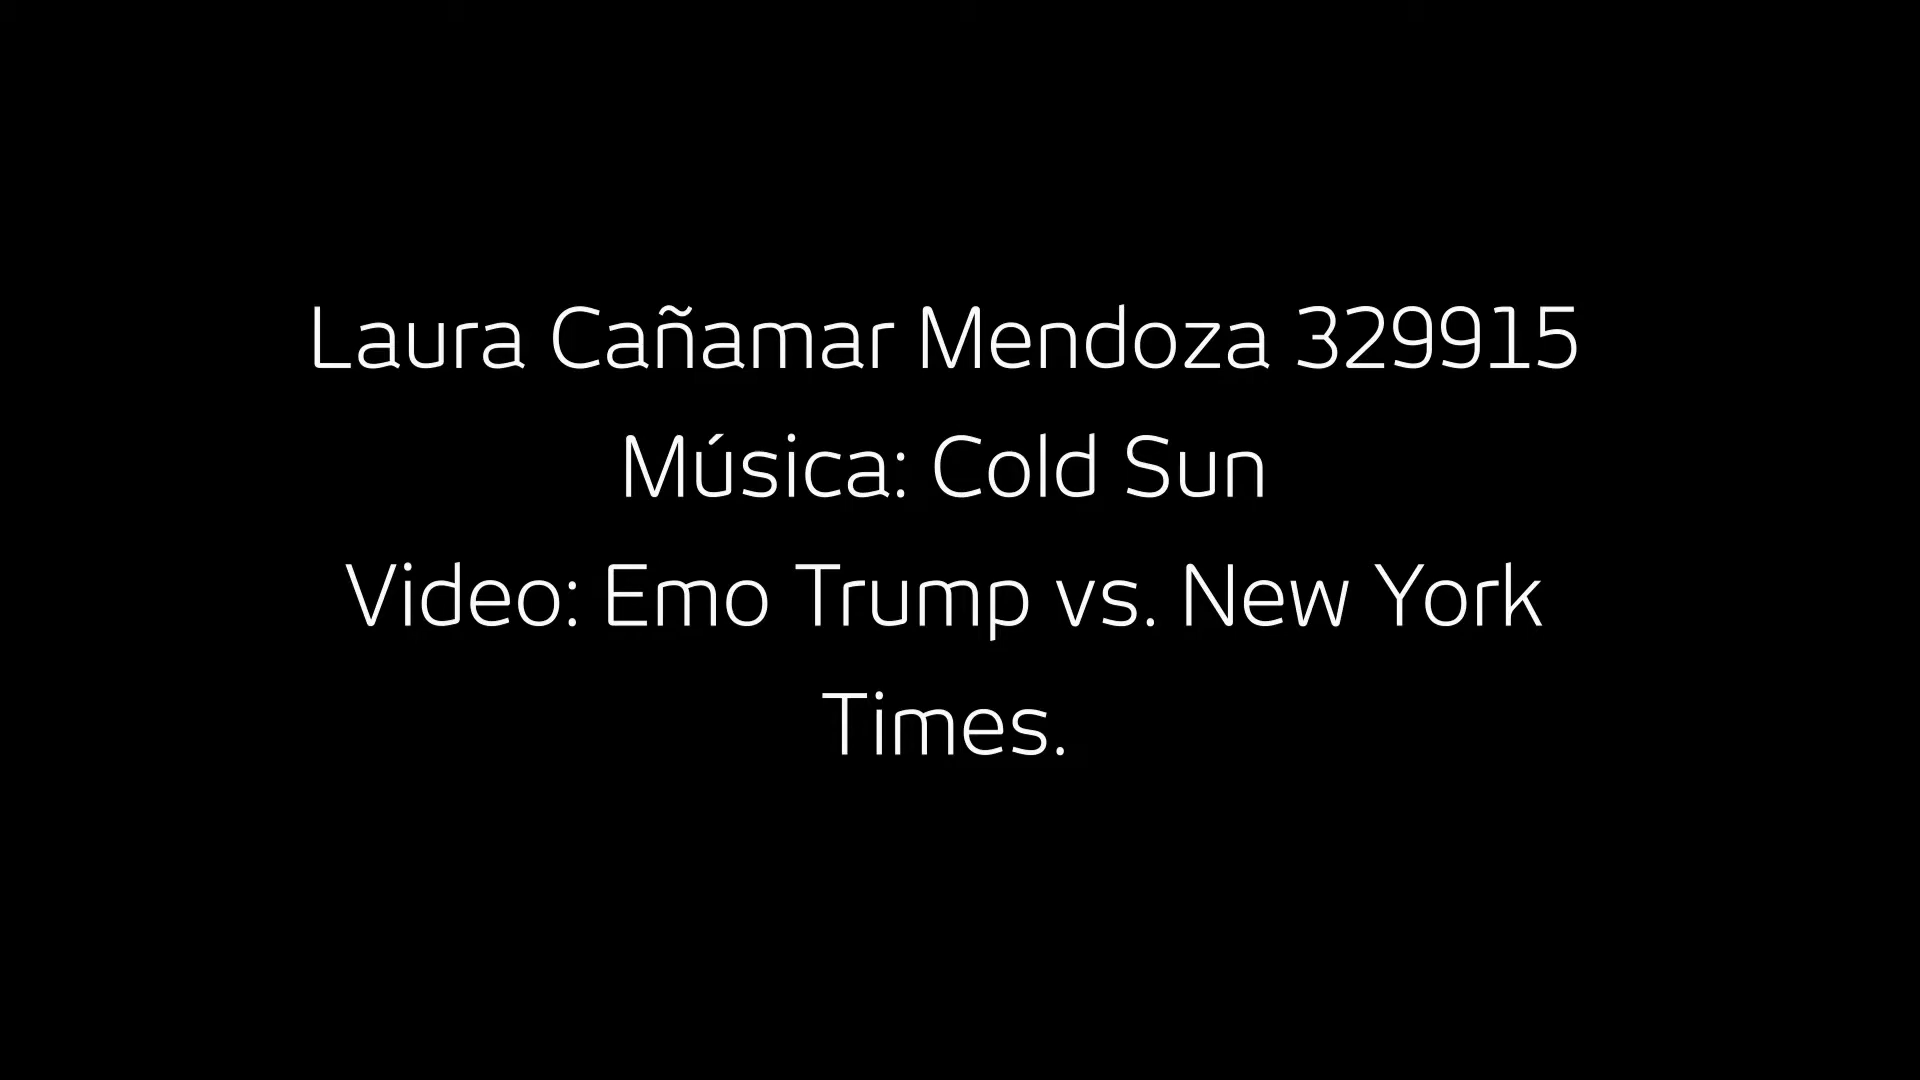 Laura Cañamar Mendoza 329915
Música: Cold Sun
Video: Emo Trump vs. New York
Times.